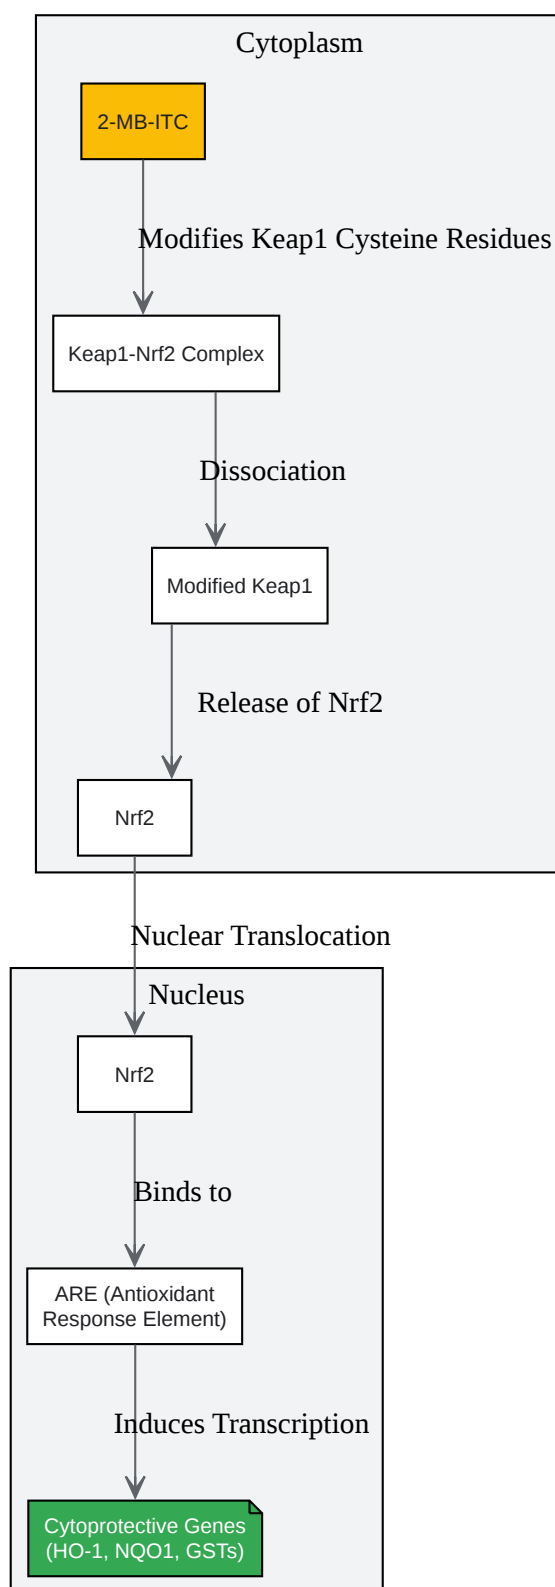 Cytoplasm
2-MB-ITC
Modifies Keap1 Cysteine Residues
Keap1-Nrf2 Complex
Dissociation
Modified Keap1
Release of Nrf2
Nrf2
Nuclear Translocation
Nucleus
Nrf2
Binds to
ARE (Antioxidant
Response Element)
Induces Transcription
Cytoprotective Genes
(HO-1, NQO1, GSTs)